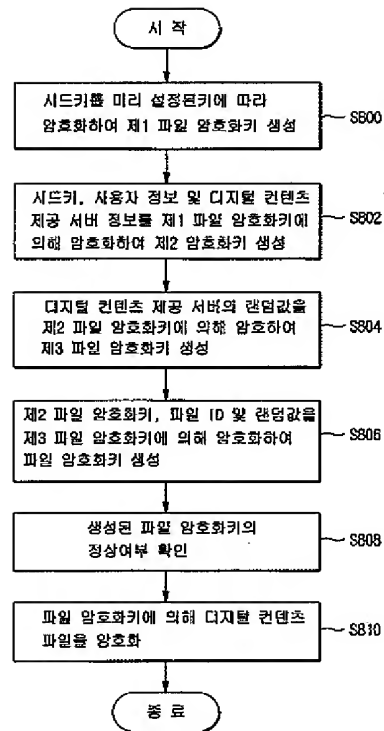 시 작
시드키를 미리 설정된키에 따라
암호화하여 제1 파일 암호화키 생성
S800
시드키, 사용자 정보 및 디지털 컨텐츠
제공 서버 정보를 제1 파일 암호화키에
의해 암호화하여 제2 암호화키 생성
S802
디지털 컨텐츠 제공 서버의 랜덤값을
제2 파일 암호화키에 의해 암호하여
제3 파일 암호화키 생성
S804
제2 파일 암호화키, 파일 ID 및 랜덤값을
제3 파일 암호화키에 의해 암호화하여
파일 암호화키 생성
S806
생성된 파일 암호화키의
정상여부 확인
S808
파일 암호화키에 의해 디지털 컨텐츠
파일을 암호화
S810
종 료